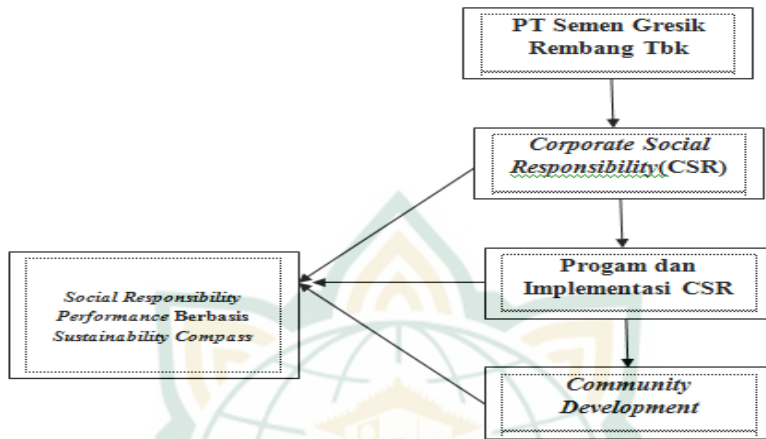 PT Semen Gresik
Rembang Tbk
Corporate Social
Responsibility(CSR)
Progam dan
Implementasi CSR
Social Responsibility
Performance Berbasis
Sustainability Compass
Community
Development